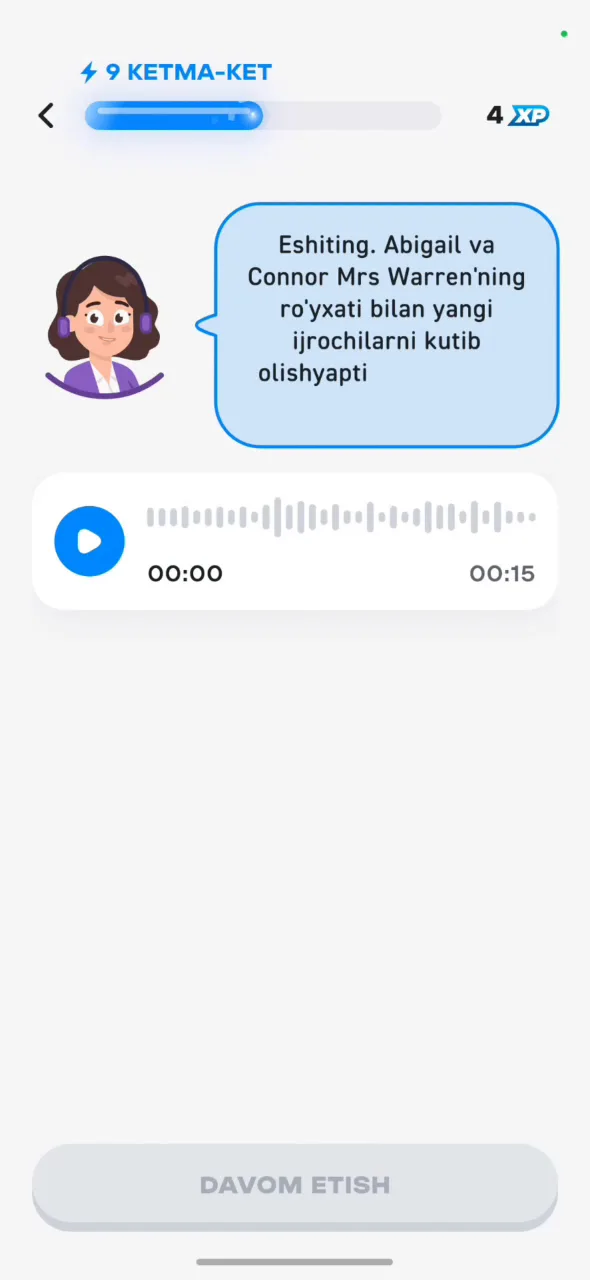 9 KETMA-KET
4 XP
Eshiting. Abigail va
Connor Mrs Warren'ning
ro'yxati bilan yangi
ijrochilarni kutib
olishyapti
00:00
00:15
DAVOM ETISH